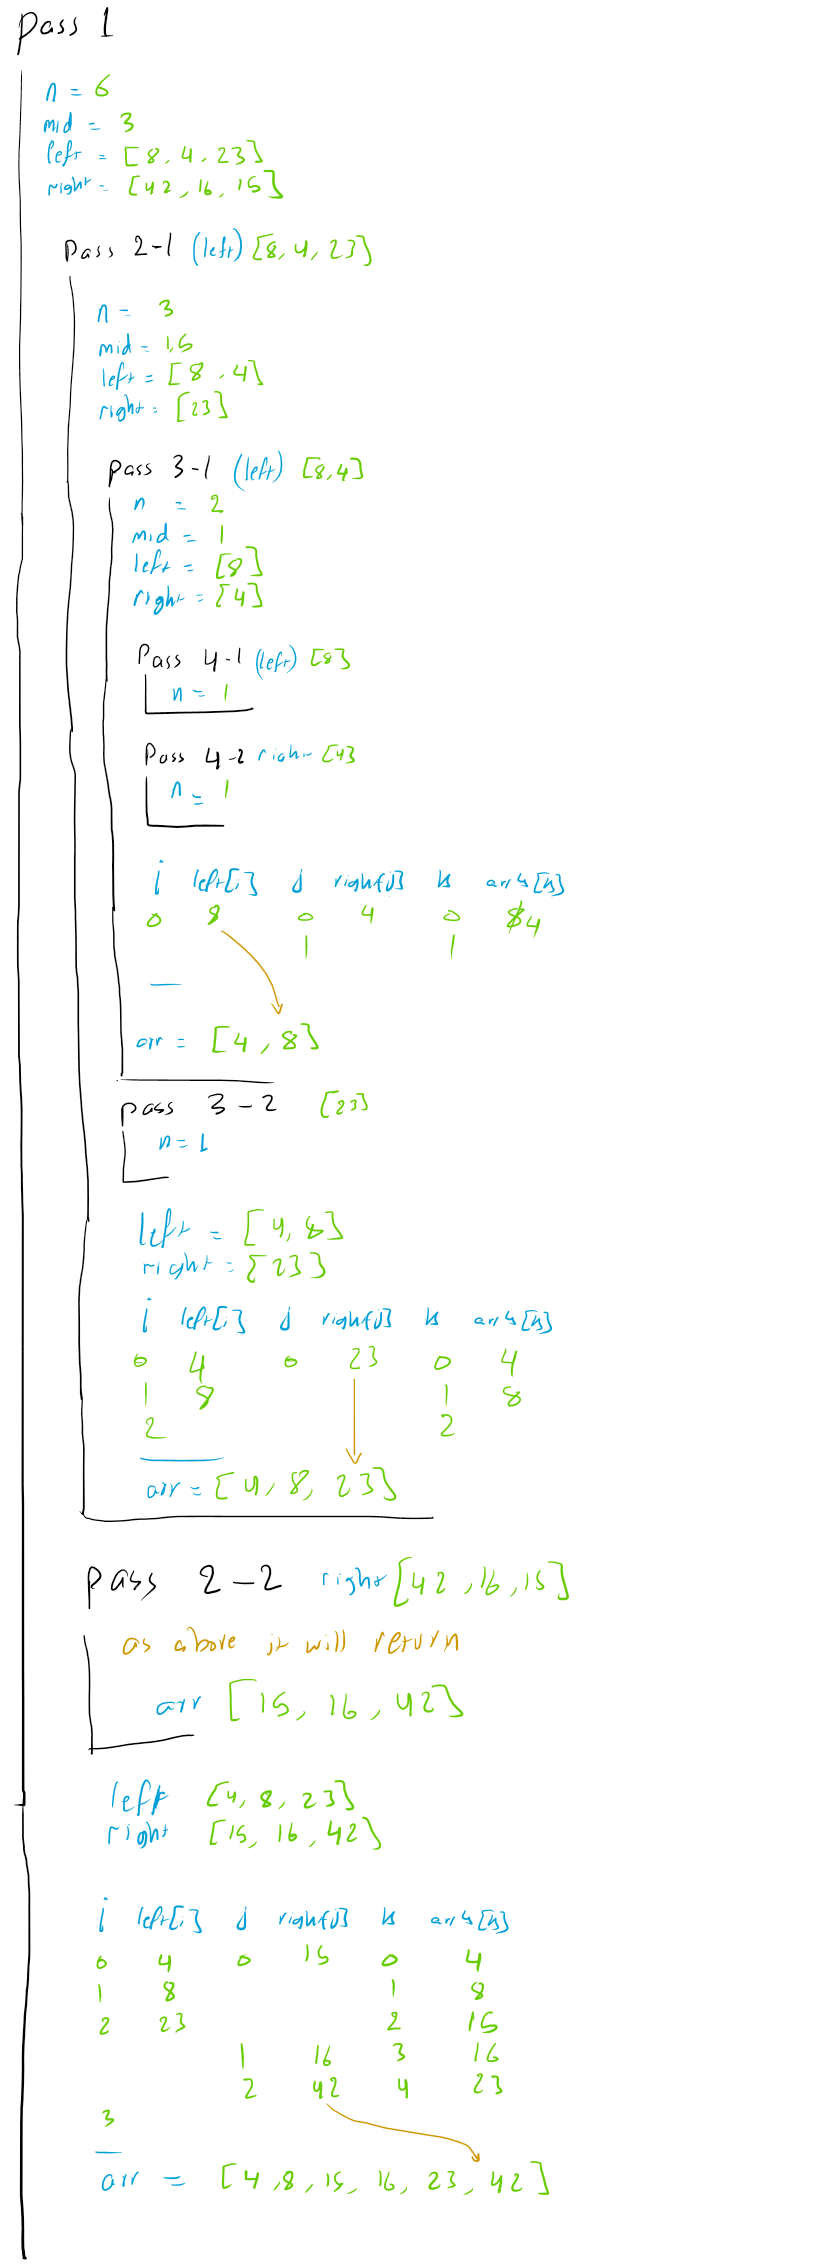 Pass 1
n = 6
mid = 3
left = [8, 4, 23]
right = [42, 16, 15]
Pass 2-1 (left) [8, 4, 23]
n = 3
mid = 1,5
left = [8, 4]
right = [23]
Pass 3-1 (left) [8,4]
n = 2
mid = 1
left = [8]
right = [4]
Pass 4-1 (left) [8]
n = 1
Pass 4-2 right [4]
n = 1
i left[i] j right[j] k arr[k]
0 8 0 4 0 4
1 1
arr = [4, 8]
Pass 3-2 [23]
n = 1
left = [4, 8]
right = [23]
i left[i] j right[j] k arr[k]
0 4 0 23 0 4
1 8 1 8
2 2
arr = [4, 8, 23]
Pass 2-2 right [42, 16, 15]
as above it will return
arr [15, 16, 42]
left [4, 8, 23]
right [15, 16, 42]
i left[i] j right[j] k arr[k]
0 4 0 15 0 4
1 8 1 8
2 23 2 15
1 16 3 16
2 42 4 23
3
arr = [4, 8, 15, 16, 23, 42]